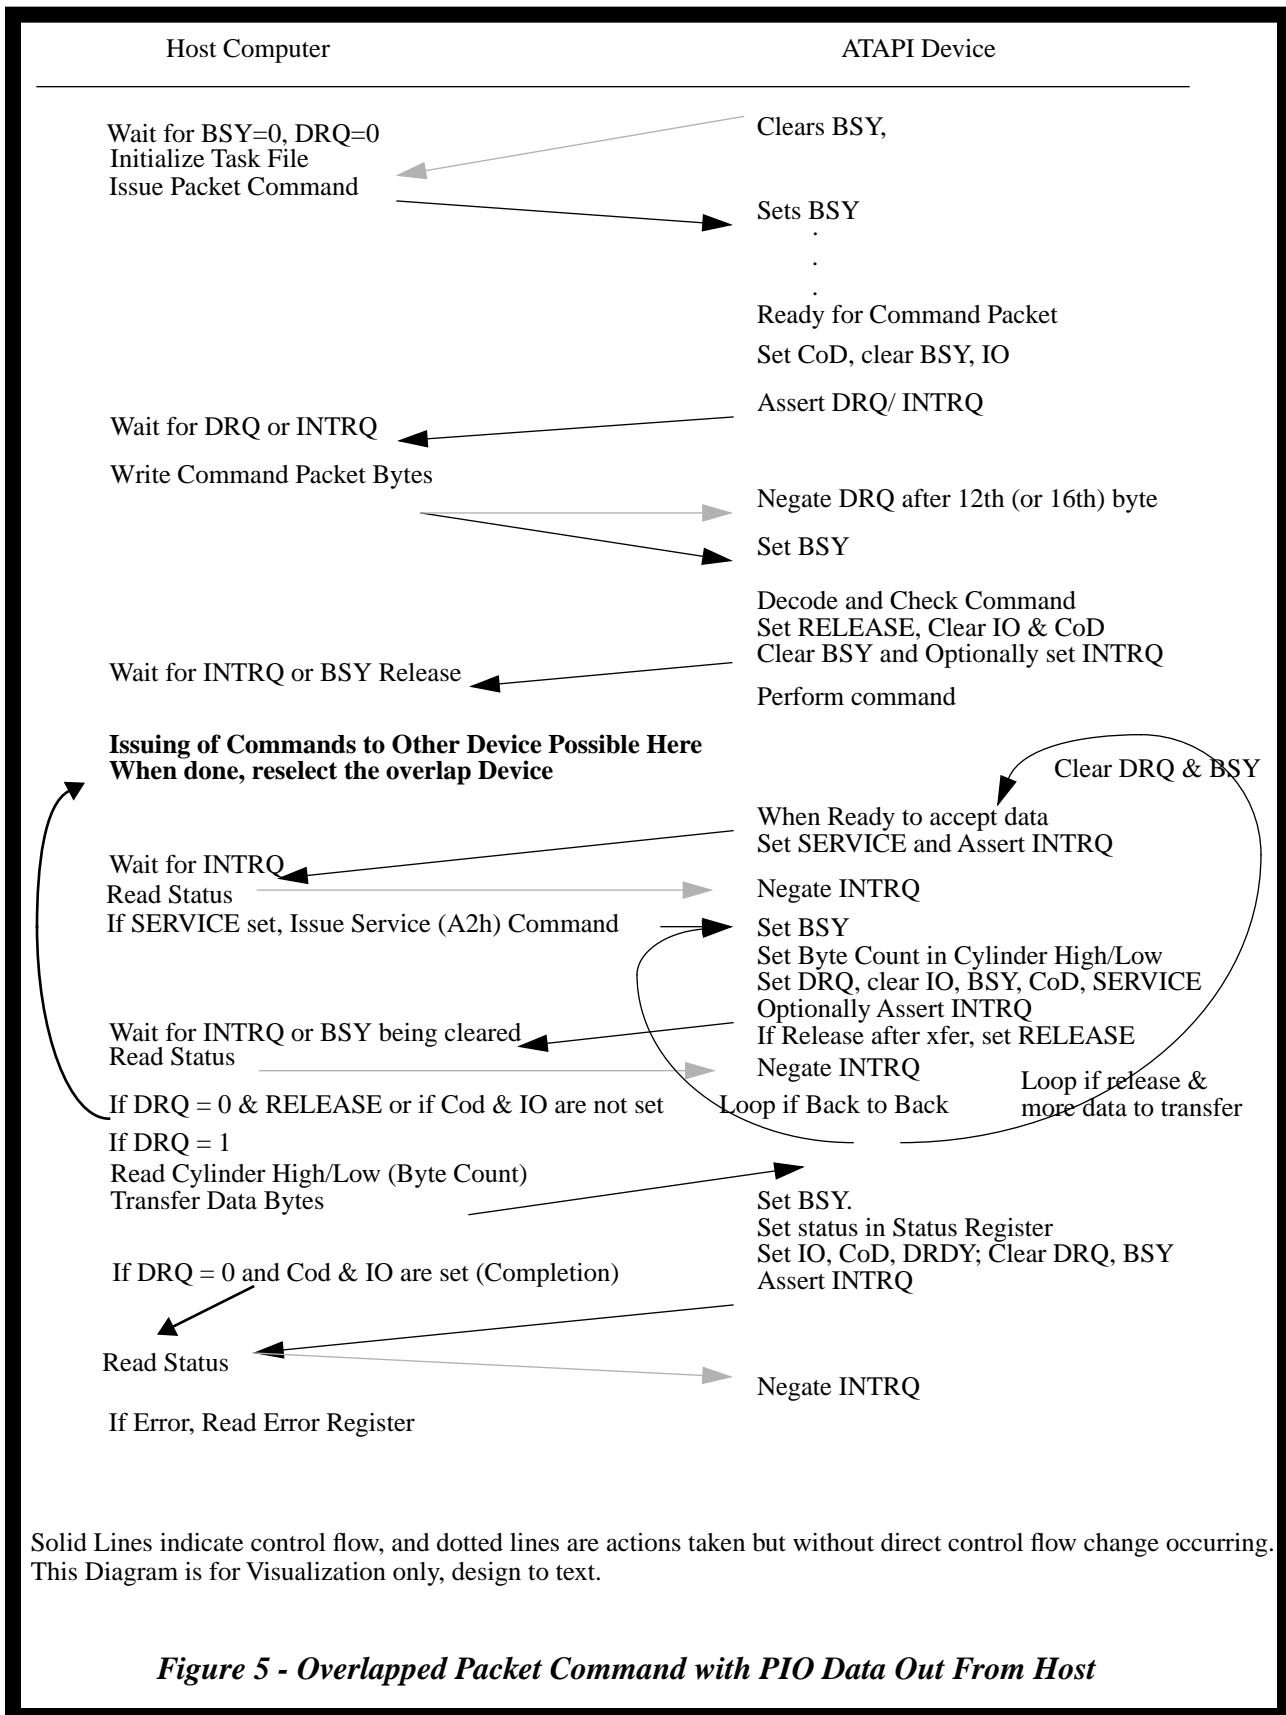 Host Computer
ATAPI Device
Wait for BSY=0, DRQ=0
Clears BSY,
Initialize Task File
Issue Packet Command
Sets BSY
.
.
.
Ready for Command Packet
Set CoD, clear BSY, IO
Assert DRQ/ INTRQ
Wait for DRQ or INTRQ
Write Command Packet Bytes
Negate DRQ after 12th (or 16th) byte
Set BSY
Decode and Check Command
Set RELEASE, Clear IO & CoD
Clear BSY and Optionally set INTRQ
Wait for INTRQ or BSY Release
Perform command
Issuing of Commands to Other Device Possible Here
When done, reselect the overlap Device
Clear DRQ & BSY
When Ready to accept data
Set SERVICE and Assert INTRQ
Wait for INTRQ
Read Status
Negate INTRQ
If SERVICE set, Issue Service (A2h) Command
Set BSY
Set Byte Count in Cylinder High/Low
Set DRQ, clear IO, BSY, CoD, SERVICE
Optionally Assert INTRQ
If Release after xfer, set RELEASE
Wait for INTRQ or BSY being cleared
Read Status
Negate INTRQ
Loop if release &
more data to transfer
If DRQ = 0 & RELEASE or if Cod & IO are not set
Loop if Back to Back
If DRQ = 1
Read Cylinder High/Low (Byte Count)
Transfer Data Bytes
Set BSY.
Set status in Status Register
Set IO, CoD, DRDY; Clear DRQ, BSY
Assert INTRQ
If DRQ = 0 and Cod & IO are set (Completion)
Read Status
Negate INTRQ
If Error, Read Error Register
Solid Lines indicate control flow, and dotted lines are actions taken but without direct control flow change occurring.
This Diagram is for Visualization only, design to text.
Figure 5 - Overlapped Packet Command with PIO Data Out From Host